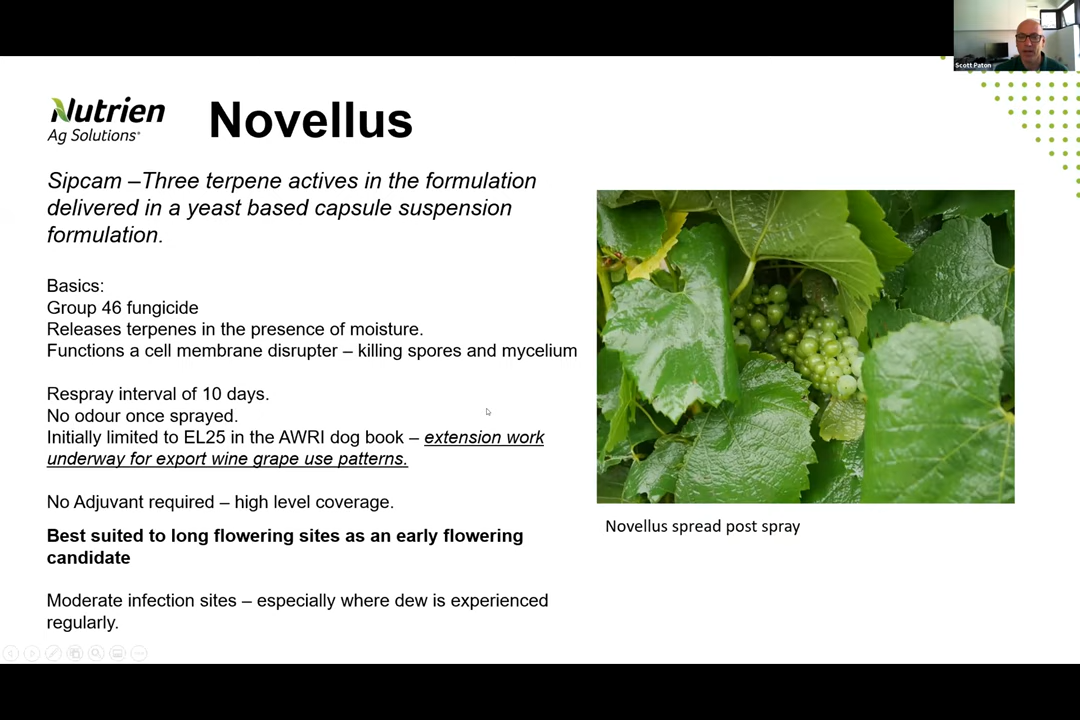 Scott Paton
Nutrien
Ag Solutions®
Novellus
Sipcam –Three terpene actives in the formulation
delivered in a yeast based capsule suspension
formulation.
Basics:
Group 46 fungicide
Releases terpenes in the presence of moisture.
Functions a cell membrane disrupter – killing spores and mycelium
Respray interval of 10 days.
No odour once sprayed.
Initially limited to EL25 in the AWRI dog book – extension work
underway for export wine grape use patterns.
No Adjuvant required – high level coverage.
Best suited to long flowering sites as an early flowering
candidate
Moderate infection sites – especially where dew is experienced
regularly.
Novellus spread post spray